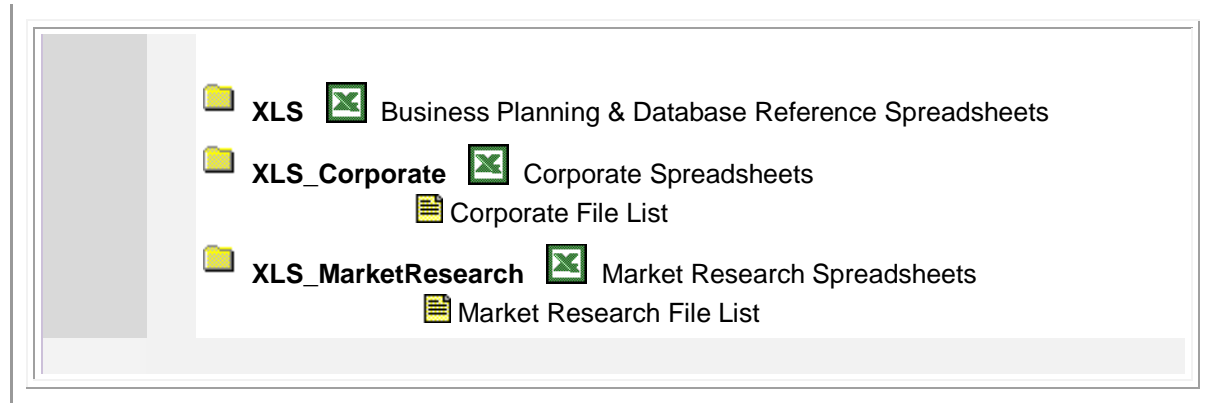 XLS Business Planning & Database Reference Spreadsheets
XLS_Corporate Corporate Spreadsheets
Corporate File List
XLS_MarketResearch Market Research Spreadsheets
Market Research File List